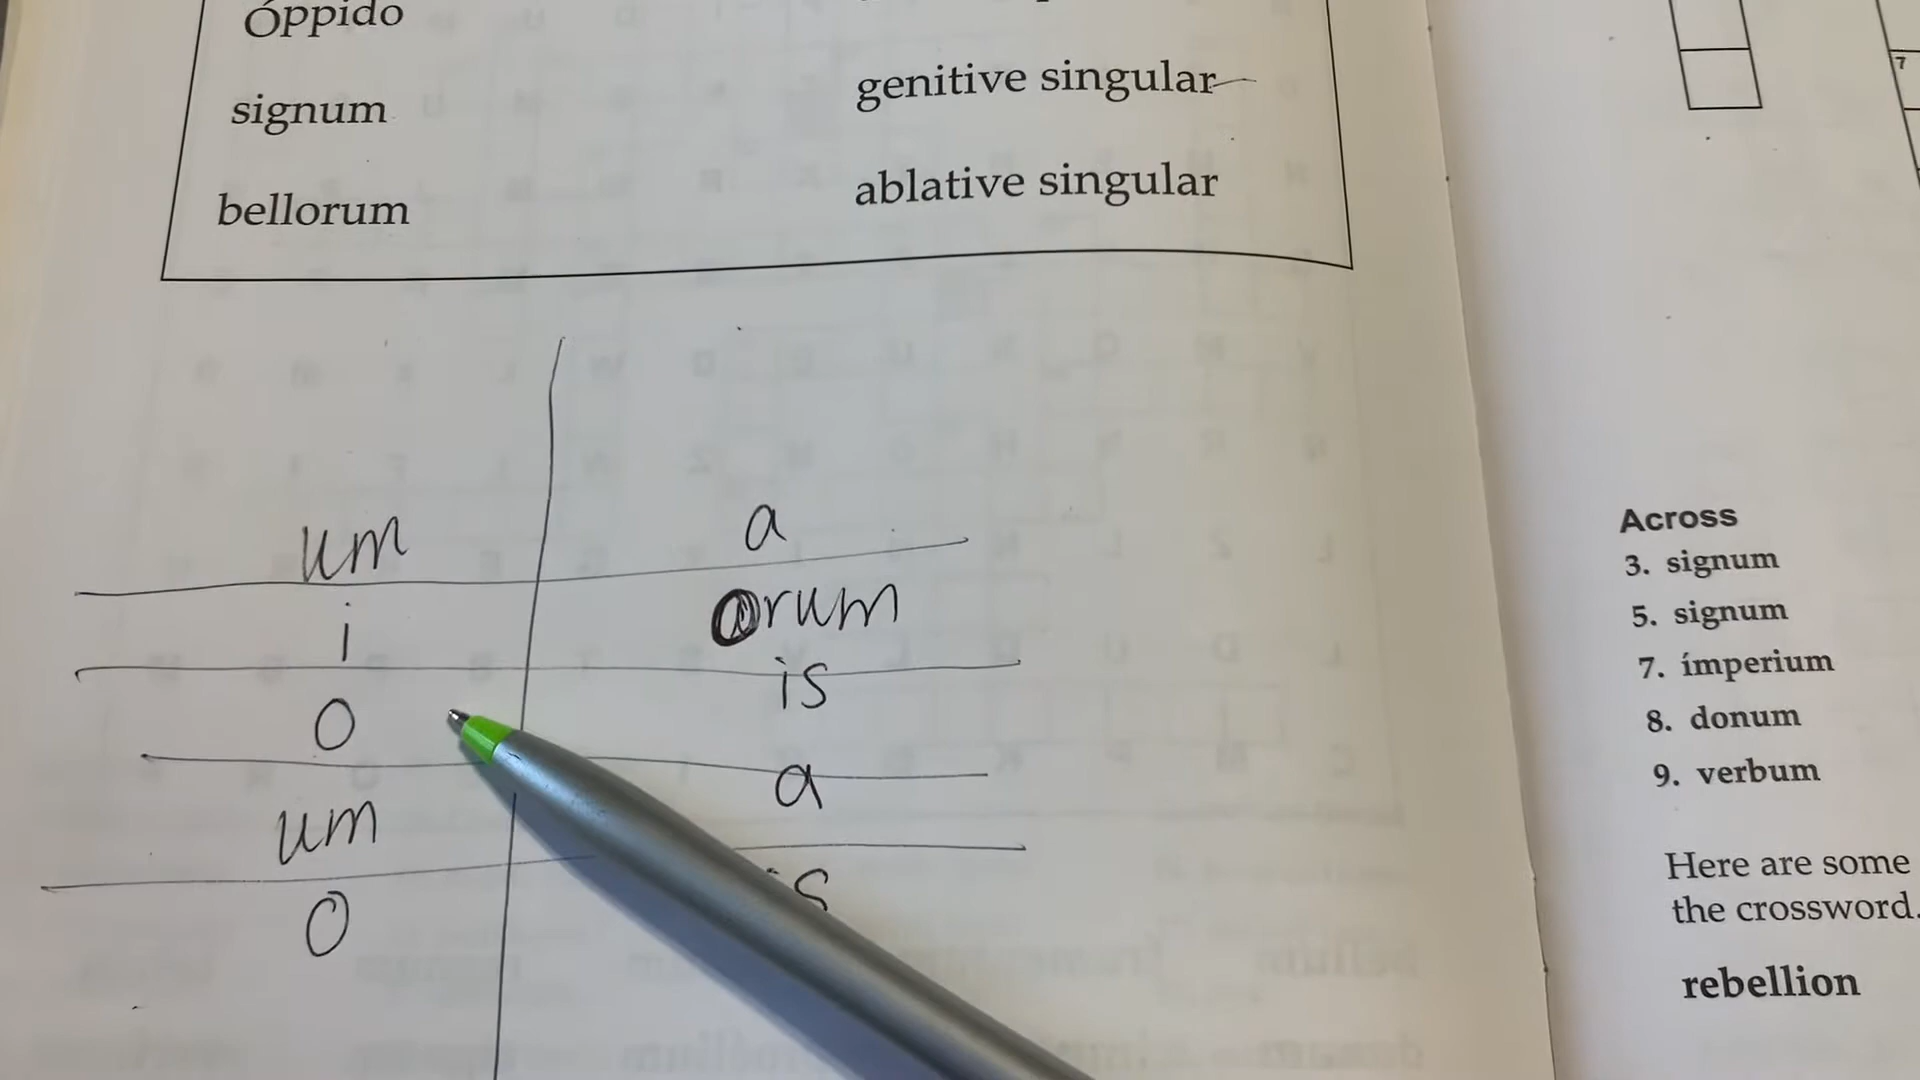 Óppido
genitive singular
signum
ablative singular
bellorum
um a
i orum
o is
um a
o is
7
Across
3. signum
5. signum
7. ímperium
8. donum
9. verbum
Here are some
the crossword.
rebellion